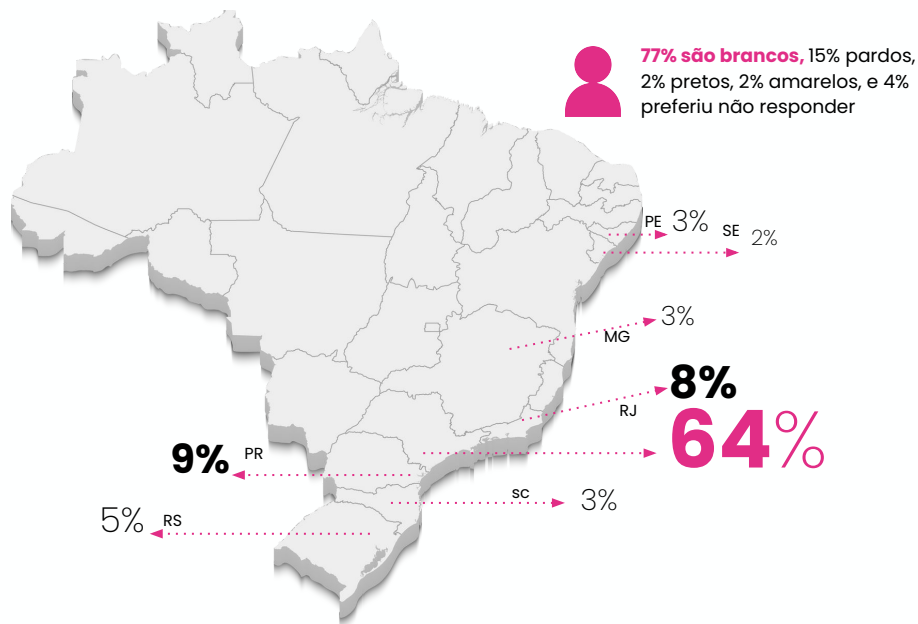 77% são brancos, 15% pardos,
2% pretos, 2% amarelos, e 4%
preferiu não responder
PE 3%
SE 2%
MG 3%
RJ 8%
64%
9% PR
SC 3%
5% RS